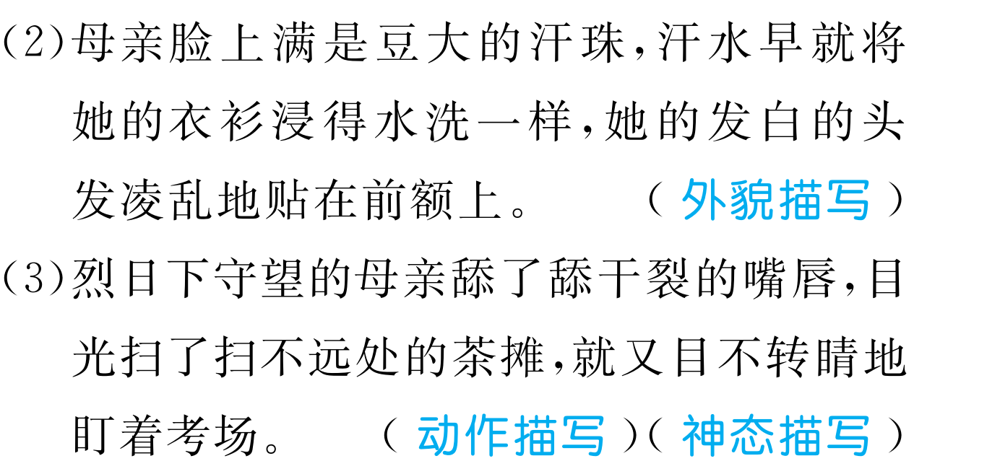 (2)母亲脸上满是豆大的汗珠,汗水早就将
她的衣衫浸得水洗一样,她的发白的头
发凌乱地贴在前额上。（外貌描写）
(3)烈日下守望的母亲舔了舔干裂的嘴唇,目
光扫了扫不远处的茶摊,就又目不转睛地
盯着考场。（动作描写）（神态描写）